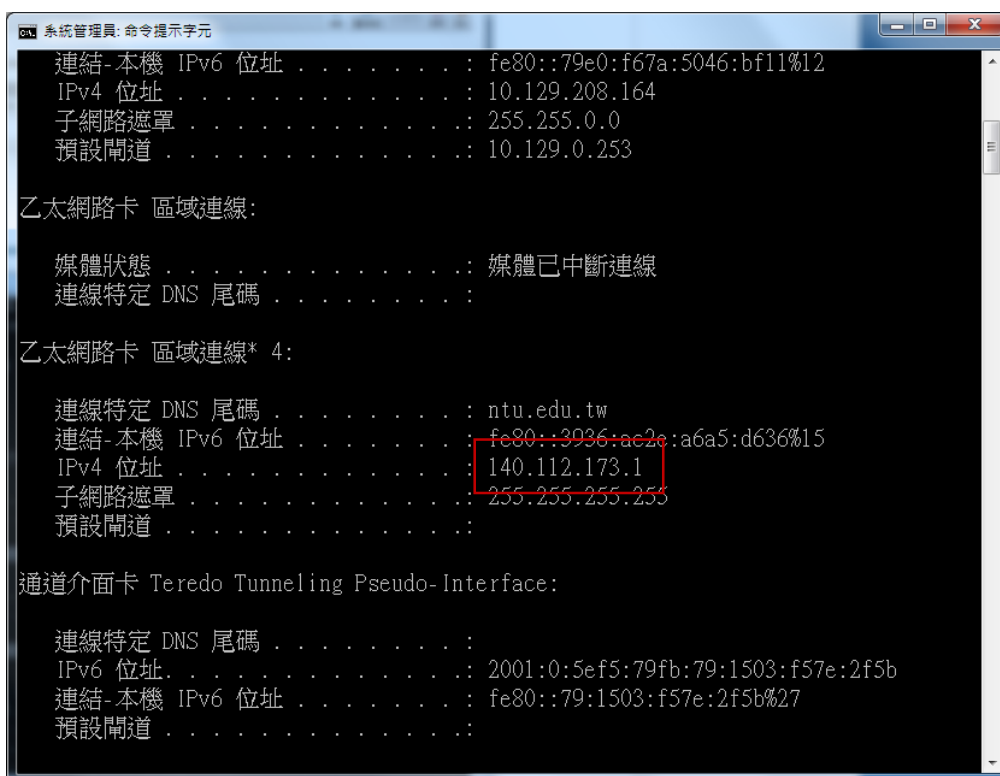 系統管理員: 命令提示字元
連結-本機 IPv6 位址 . . . . . . . . : fe80::79e0:f67a:5046:bf11%12
IPv4 位址 . . . . . . . . . . . . . : 10.129.208.164
子網路遮罩 . . . . . . . . . . . .: 255.255.0.0
預設閘道 . . . . . . . . . . . . .: 10.129.0.253
乙太網路卡 區域連線:
媒體狀態 . . . . . . . . . . . . .: 媒體已中斷連線
連線特定 DNS 尾碼 . . . . . . . . :
乙太網路卡 區域連線* 4:
連線特定 DNS 尾碼 . . . . . . . . : ntu.edu.tw
連結-本機 IPv6 位址 . . . . . . . . : fe80::3936:ac2e:a6a5:d636%15
IPv4 位址 . . . . . . . . . . . . . : 140.112.173.1
子網路遮罩 . . . . . . . . . . . .: 255.255.255.255
預設閘道 . . . . . . . . . . . . .:
通道介面卡 Teredo Tunneling Pseudo-Interface:
連線特定 DNS 尾碼 . . . . . . . . :
IPv6 位址. . . . . . . . . . . . .: 2001:0:5ef5:79fb:79:1503:f57e:2f5b
連結-本機 IPv6 位址 . . . . . . . . : fe80::79:1503:f57e:2f5b%27
預設閘道 . . . . . . . . . . . . .: